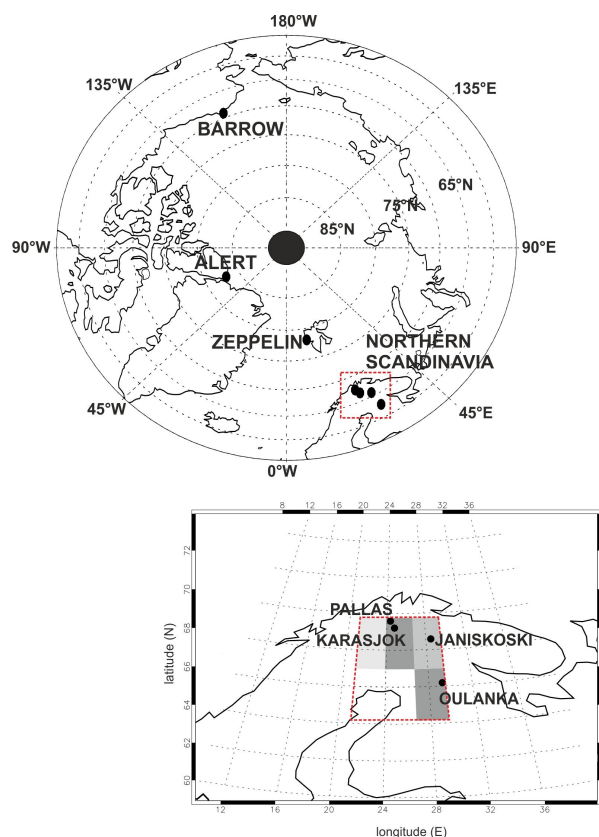 180°W
135°W
135°E
BARROW
65°N
75°N
85°N
90°W
90°E
ALERT
ZEPPELIN
NORTHERN
SCANDINAVIA
45°W
45°E
0°W
8 12 16 20 24 28 32 36
72
70
68
66
64
62
60
latitude (N)
PALLAS
KARASJOK
JANISKOSKI
OULANKA
12 16 20 24 28 32 36
longitude (E)